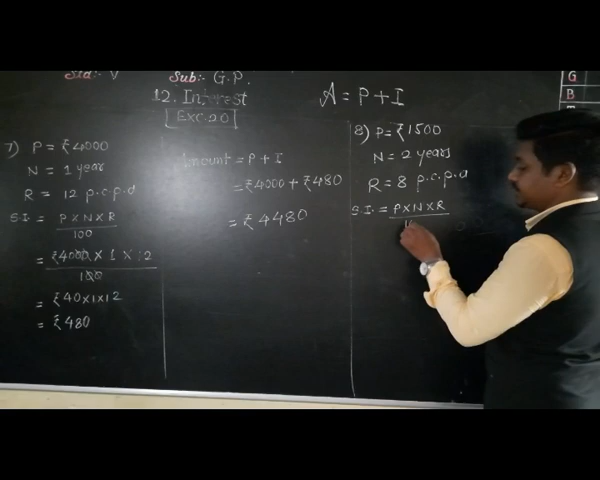 Std:- V
Sub:- G.P.
12. Interest
[EXC-20]
A = P + I
G
B
7) P = ₹4000
N = 1 year
R = 12 p.c.p.a
S.I. = P×N×R
100
= ₹4000 × 1 × 12
100
= ₹40×1×12
= ₹480
Amount = P + I
= ₹4000 + ₹480
= ₹4480
8) P = ₹1500
N = 2 years
R = 8 p.c.p.a
S.I. = P×N×R